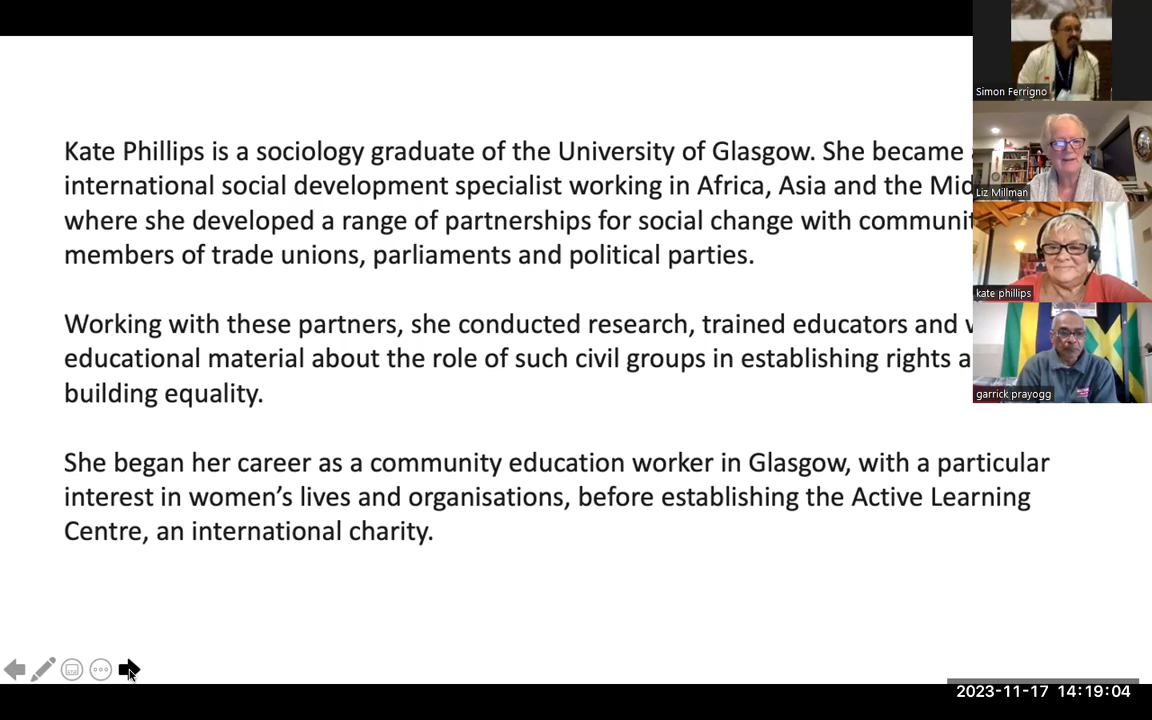 Kate Phillips is a sociology graduate of the University of Glasgow. She became
international social development specialist working in Africa, Asia and the Mid
where she developed a range of partnerships for social change with communit
members of trade unions, parliaments and political parties.
Working with these partners, she conducted research, trained educators and
educational material about the role of such civil groups in establishing rights a
building equality.
She began her career as a community education worker in Glasgow, with a particular
interest in women's lives and organisations, before establishing the Active Learning
Centre, an international charity.
Simon Ferrigno
Liz Millman
kate phillips
garrick prayogg
2023-11-17 14:19:04